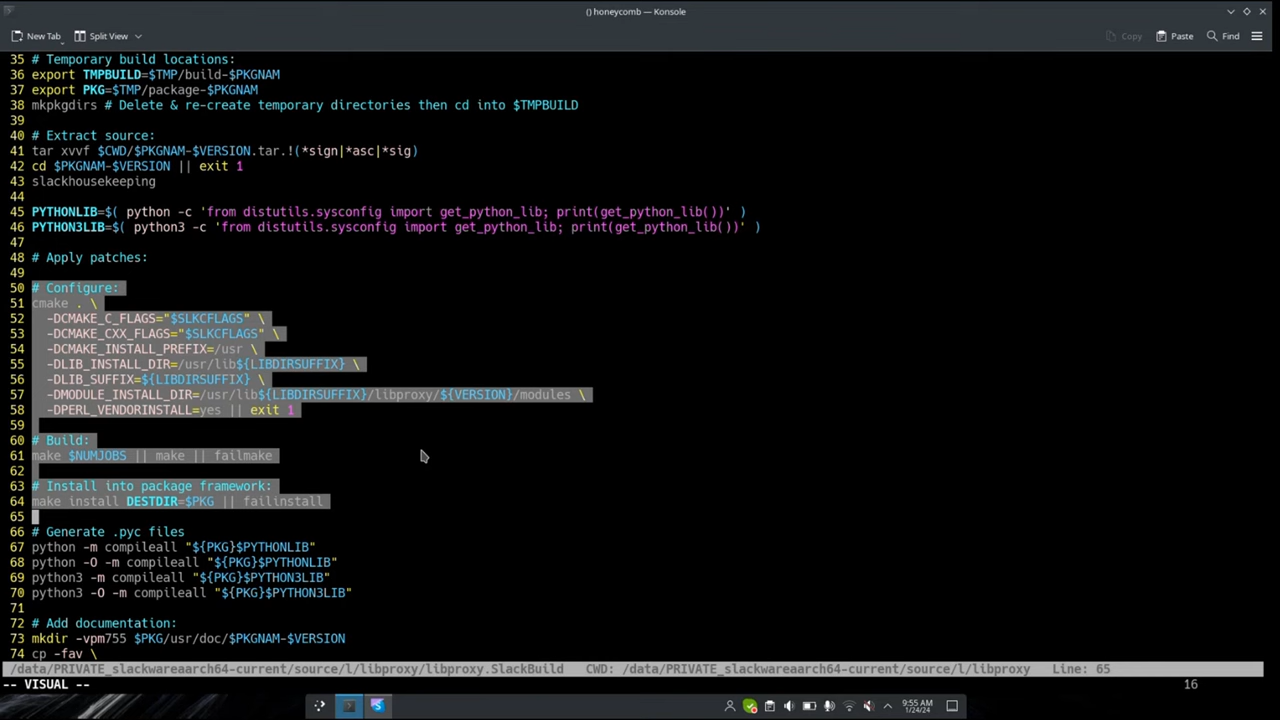 () honeycomb — Konsole
New Tab Split View Copy Paste Find
35 # Temporary build locations:
36 export TMPBUILD=$TMP/build-$PKGNAM
37 export PKG=$TMP/package-$PKGNAM
38 mkpkgdirs # Delete & re-create temporary directories then cd into $TMPBUILD
39
40 # Extract source:
41 tar xvvf $CWD/$PKGNAM-$VERSION.tar.!(*sign|*asc|*sig)
42 cd $PKGNAM-$VERSION || exit 1
43 slackhousekeeping
44
45 PYTHONLIB=$( python -c 'from distutils.sysconfig import get_python_lib; print(get_python_lib())' )
46 PYTHON3LIB=$( python3 -c 'from distutils.sysconfig import get_python_lib; print(get_python_lib())' )
47
48 # Apply patches:
49
50 # Configure:
51 cmake . \
52   -DCMAKE_C_FLAGS="$SLKCFLAGS" \
53   -DCMAKE_CXX_FLAGS="$SLKCFLAGS" \
54   -DCMAKE_INSTALL_PREFIX=/usr \
55   -DLIB_INSTALL_DIR=/usr/lib${LIBDIRSUFFIX} \
56   -DLIB_SUFFIX=${LIBDIRSUFFIX} \
57   -DMODULE_INSTALL_DIR=/usr/lib${LIBDIRSUFFIX}/libproxy/${VERSION}/modules \
58   -DPERL_VENDORINSTALL=yes || exit 1
59
60 # Build:
61 make $NUMJOBS || make || failmake
62
63 # Install into package framework:
64 make install DESTDIR=$PKG || failinstall
65
66 # Generate .pyc files
67 python -m compileall "${PKG}$PYTHONLIB"
68 python -O -m compileall "${PKG}$PYTHONLIB"
69 python3 -m compileall "${PKG}$PYTHON3LIB"
70 python3 -O -m compileall "${PKG}$PYTHON3LIB"
71
72 # Add documentation:
73 mkdir -vpm755 $PKG/usr/doc/$PKGNAM-$VERSION
74 cp -fav \
/data/PRIVATE_slackwareaarch64-current/source/l/libproxy/libproxy.SlackBuild   CWD: /data/PRIVATE_slackwareaarch64-current/source/l/libproxy   Line: 65
-- VISUAL -- 16
9:55 AM
1/24/24